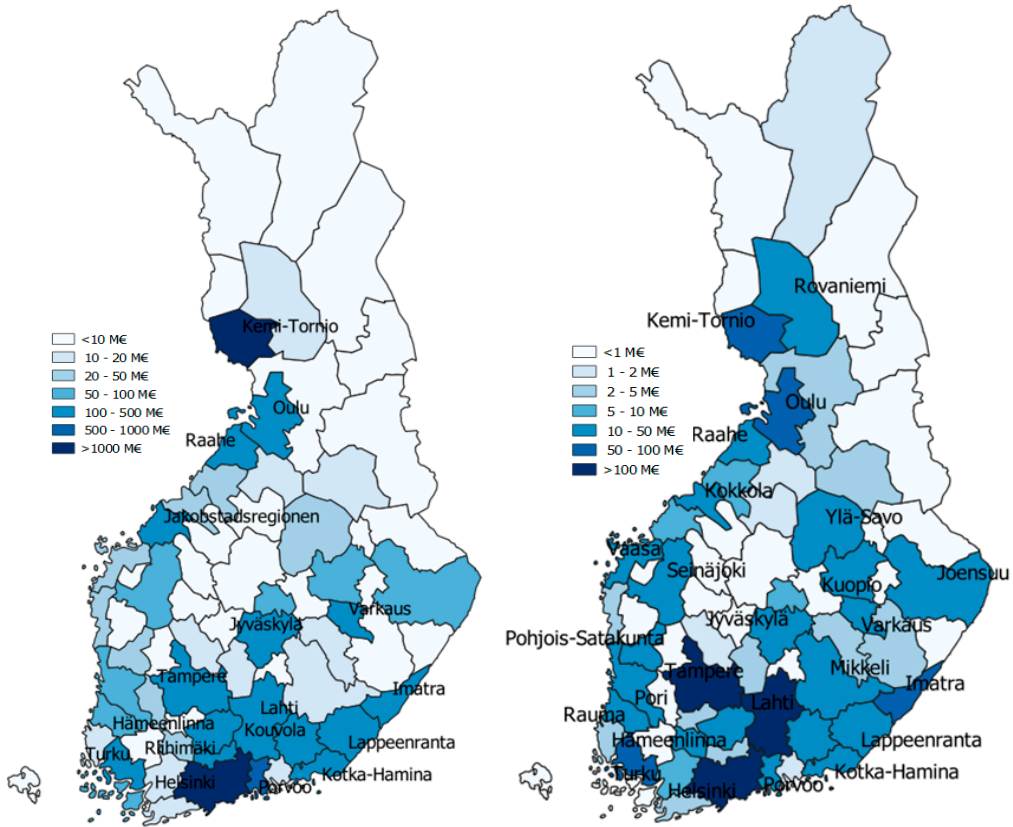 Kemi-Tornio
<10 M€
10 - 20 M€
20 - 50 M€
50 - 100 M€
100 - 500 M€
500 - 1000 M€
>1000 M€
Oulu
Raahe
Jakobstadsregionen
Varkaus
Jyväskylä
Tampere
Imatra
Lahti
Hämeenlinna
Kouvola
Riihimäki
Turku
Lappeenranta
Helsinki
Porvoo
Kotka-Hamina
Rovaniemi
Kemi-Tornio
<1 M€
1 - 2 M€
2 - 5 M€
5 - 10 M€
10 - 50 M€
50 - 100 M€
>100 M€
Oulu
Raahe
Kokkola
Ylä-Savo
Vaasa
Seinäjoki
Joensuu
Kuopio
Jyväskylä
Varkaus
Pohjois-Satakunta
Tampere
Mikkeli
Imatra
Pori
Lahti
Rauma
Hämeenlinna
Lappeenranta
Turku
Kotka-Hamina
Helsinki
Porvoo